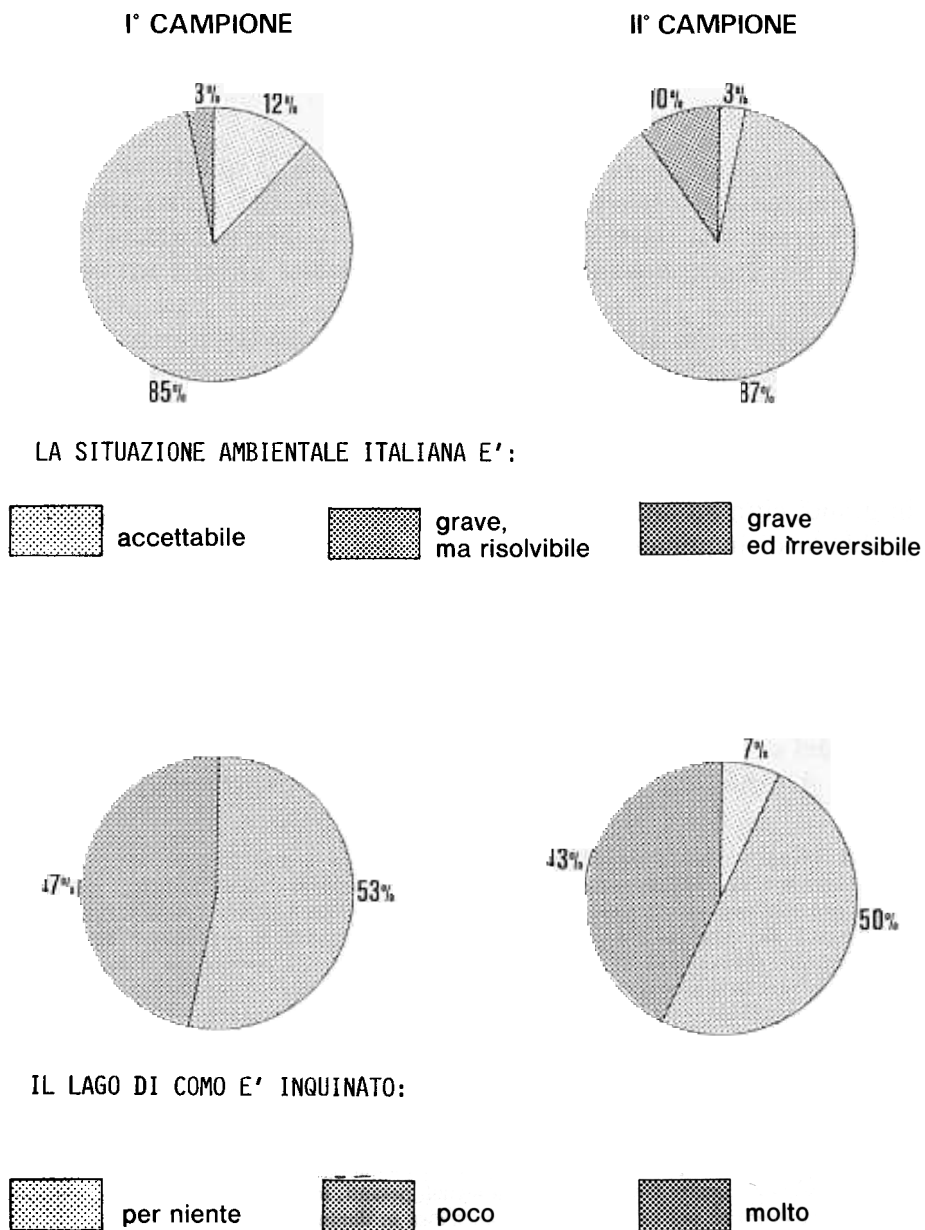 I° CAMPIONE
II° CAMPIONE
3%
12%
85%
10%
3%
87%
LA SITUAZIONE AMBIENTALE ITALIANA E':
accettabile
grave,
ma risolvibile
grave
ed irreversibile
47%
53%
7%
43%
50%
IL LAGO DI COMO E' INQUINATO:
per niente
poco
molto